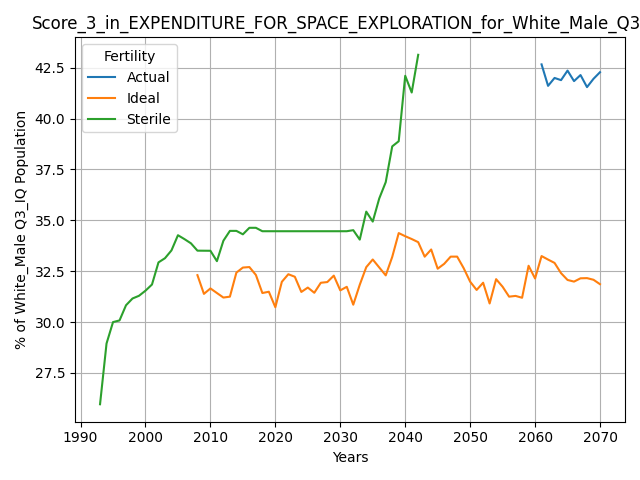 Score_3_in_EXPENDITURE_FOR_SPACE_EXPLORATION_for_White_Male_Q3
Fertility
Actual
Ideal
Sterile
% of White_Male Q3_IQ Population
42.5
40.0
37.5
35.0
32.5
30.0
27.5
1990 2000 2010 2020 2030 2040 2050 2060 2070
Years